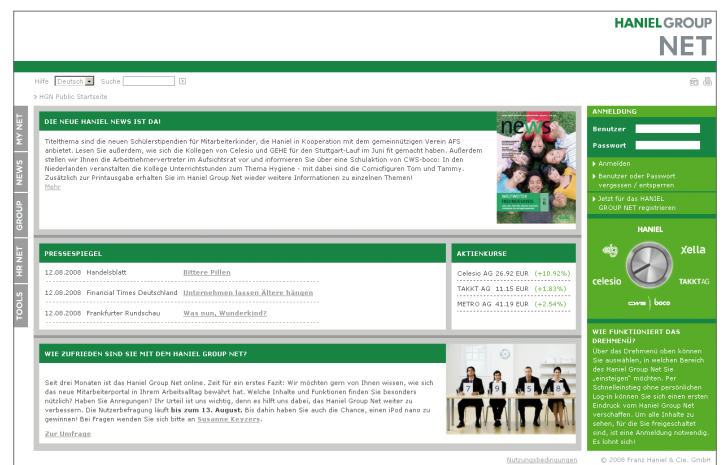 HANIELGROUP
NET
Hilfe Deutsch Suche
> HGN Public Startseite
MY NET
NEWS
GROUP
HR NET
TOOLS
DIE NEUE HANIEL NEWS IST DA!
Titelthema sind die neuen Schülerstipendien für Mitarbeiterkinder, die Haniel in Kooperation mit dem gemeinnützigen Verein AFS
anbietet. Lesen Sie außerdem, wie sich die Kollegen von Celesio und GEHE für den Stuttgart-Lauf im Juni fit gemacht haben. Außerdem
stellen wir Ihnen die Arbeitnehmervertreter im Aufsichtsrat vor und informieren Sie über eine Schulaktion von CWS-boco: In den
Niederlanden veranstalten die Kollege Unterrichtstunden zum Thema Hygiene - mit dabei sind die Comicfiguren Tom und Tammy.
Zusätzlich zur Printausgabe erhalten Sie im Haniel Group Net wieder weitere Informationen zu einzelnen Themen!
Mehr
news
PRESSESPIEGEL
12.08.2008 Handelsblatt Bittere Pillen
12.08.2008 Financial Times Deutschland Unternehmen lassen Ältere hängen
12.08.2008 Frankfurter Rundschau Was nun, Wunderkind?
AKTIENKURSE
Celesio AG 26.92 EUR (+10.92%)
TAKKT AG 11.15 EUR (+1.83%)
METRO AG 41.19 EUR (+2.54%)
WIE ZUFRIEDEN SIND SIE MIT DEM HANIEL GROUP NET?
Seit drei Monaten ist das Haniel Group Net online. Zeit für ein erstes Fazit: Wir möchten gern von Ihnen wissen, wie sich
das neue Mitarbeiterportal in Ihrem Arbeitsalltag bewährt hat. Welche Inhalte und Funktionen finden Sie besonders
nützlich? Haben Sie Anregungen? Ihr Urteil ist uns wichtig, denn es hilft uns dabei, das Haniel Group Net weiter zu
verbessern. Die Nutzerbefragung läuft bis zum 13. August. Bis dahin haben Sie auch die Chance, einen iPod nano zu
gewinnen! Bei Fragen wenden Sie sich bitte an Susanne Keyzers.
Zur Umfrage
7 9 5 8
ANMELDUNG
Benutzer
Passwort
Anmelden
Benutzer oder Passwort
vergessen / entsperren
Jetzt für das HANIEL
GROUP NET registrieren
HANIEL
elg
xella
celesio
TAKKT AG
cws boco
WIE FUNKTIONIERT DAS
DREHMENÜ?
Über das Drehmenü oben können
Sie auswählen, in welchen Bereich
des Haniel Group Net Sie
„einsteigen" möchten. Per
Schnelleinstieg ohne persönlichen
Log-in können Sie sich einen ersten
Eindruck vom Haniel Group Net
verschaffen. Um alle Inhalte zu
sehen, für die Sie freigeschaltet
sind, ist eine Anmeldung notwendig.
Es lohnt sich!
Nutzungsbedingungen © 2008 Franz Haniel & Cie. GmbH